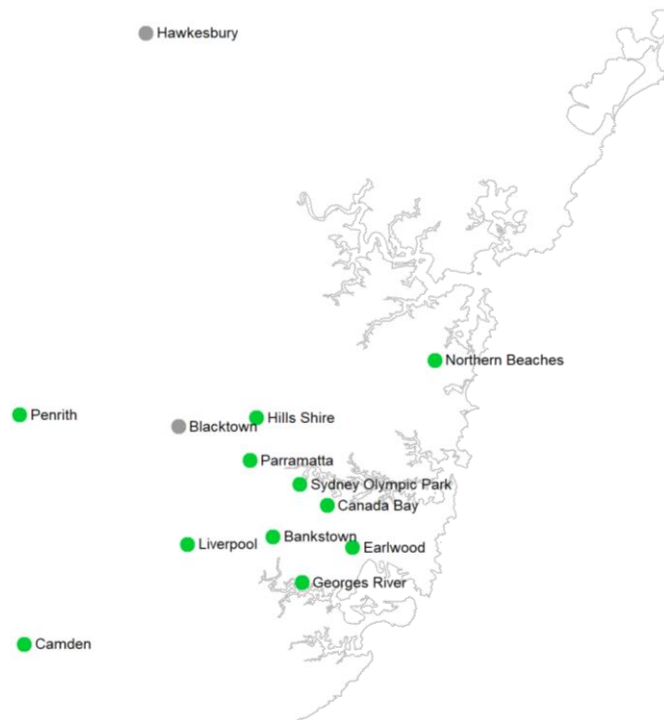 Hawkesbury
Northern Beaches
Penrith
Hills Shire
Blacktown
Parramatta
Sydney Olympic Park
Canada Bay
Bankstown
Liverpool
Earlwood
Georges River
Camden